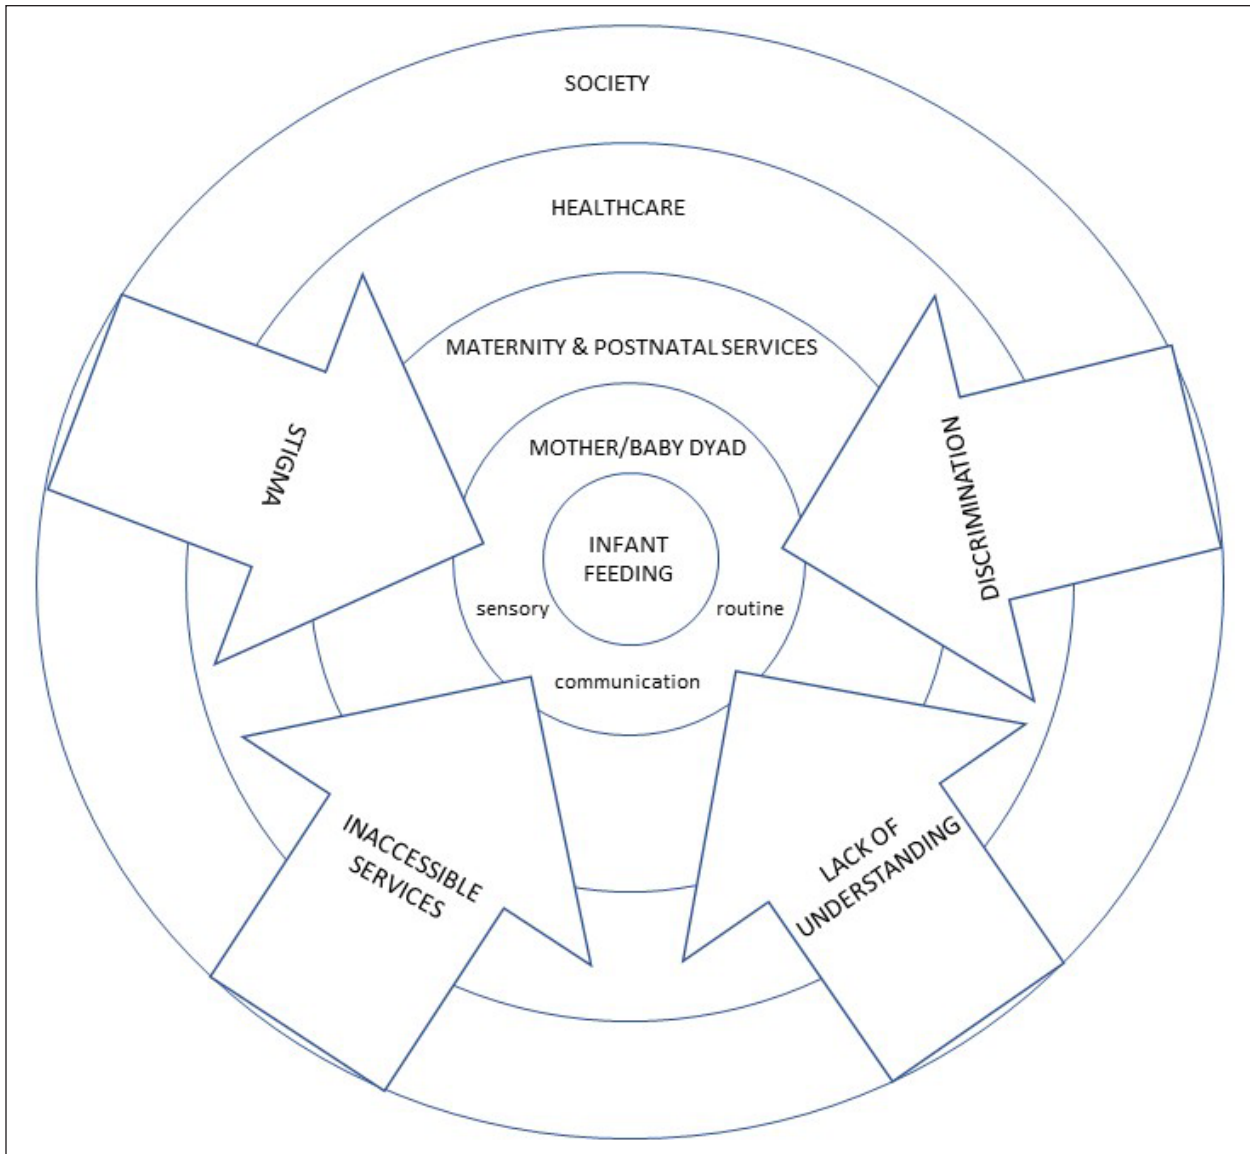 SOCIETY
HEALTHCARE
MATERNITY & POSTNATAL SERVICES
MOTHER/BABY DYAD
STIGMA
DISCRIMINATION
INFANT
FEEDING
sensory
routine
communication
INACCESSIBLE
SERVICES
LACK OF
UNDERSTANDING